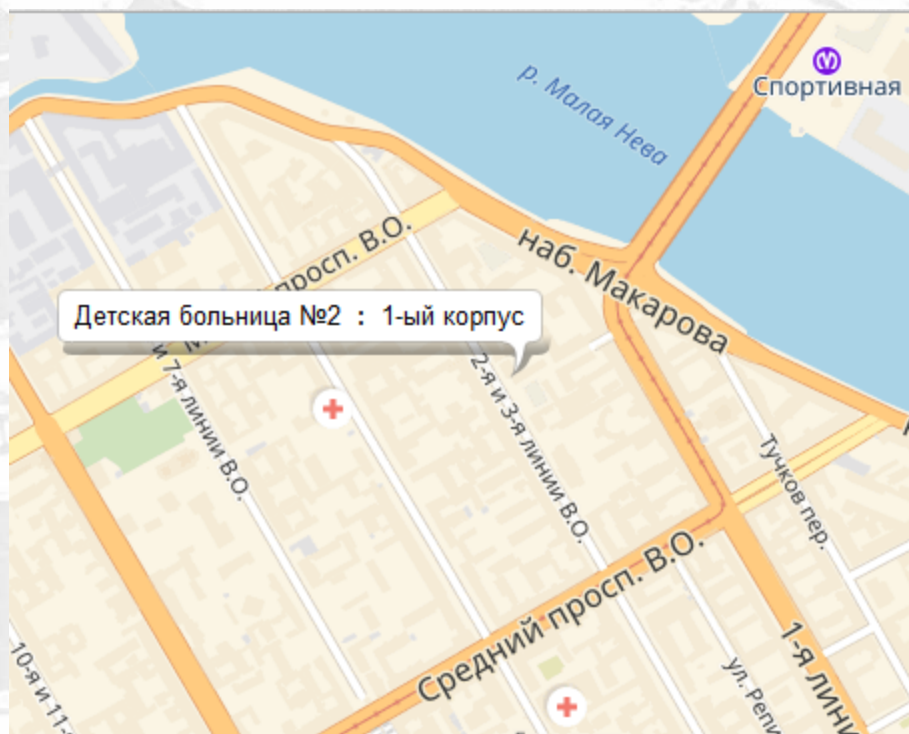 р. Малая Нева
Спортивная
просп. В.О.
наб. Макарова
Детская больница №2 : 1-ый корпус
и 7-я линии В.О.
2-я и 3-я линии В.О.
Тучков пер.
Средний просп. В.О.
10-я и 11-
ул. Репи
1-я лини